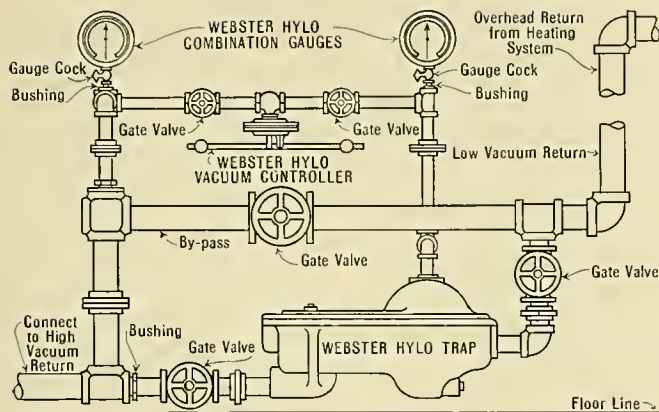 WEBSTER HYLO
COMBINATION GAUGES
Overhead Return
from Heating
System
Gauge Cock
Bushing
Gauge Cock
Bushing
Gate Valve
Gate Valve
WEBSTER HYLO
VACUUM CONTROLLER
Low Vacuum Return
By-pass
Gate Valve
Gate Valve
Connect
to High
Vacuum
Return
Bushing
Gate Valve
WEBSTER HYLO TRAP
Floor Line